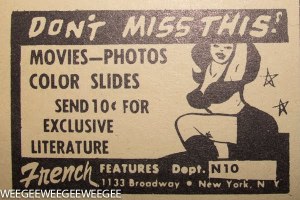 DON'T MISS THIS!
MOVIES—PHOTOS
COLOR SLIDES
SEND 10¢ FOR
EXCLUSIVE
LITERATURE
French FEATURES Dept. N10
1133 Broadway • New York, N Y
WEEGEEWEEGEEWEEGEE